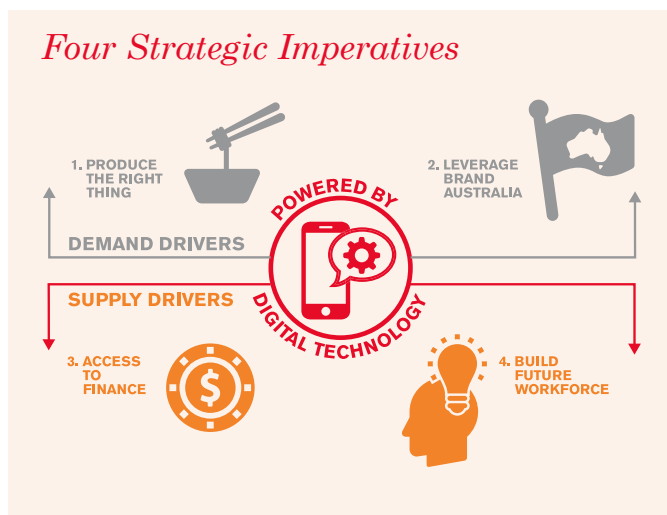 Four Strategic Imperatives
1. PRODUCE
THE RIGHT
THING
2. LEVERAGE
BRAND
AUSTRALIA
POWERED BY
DIGITAL TECHNOLOGY
DEMAND DRIVERS
SUPPLY DRIVERS
3. ACCESS
TO
FINANCE
$
4. BUILD
FUTURE
WORKFORCE